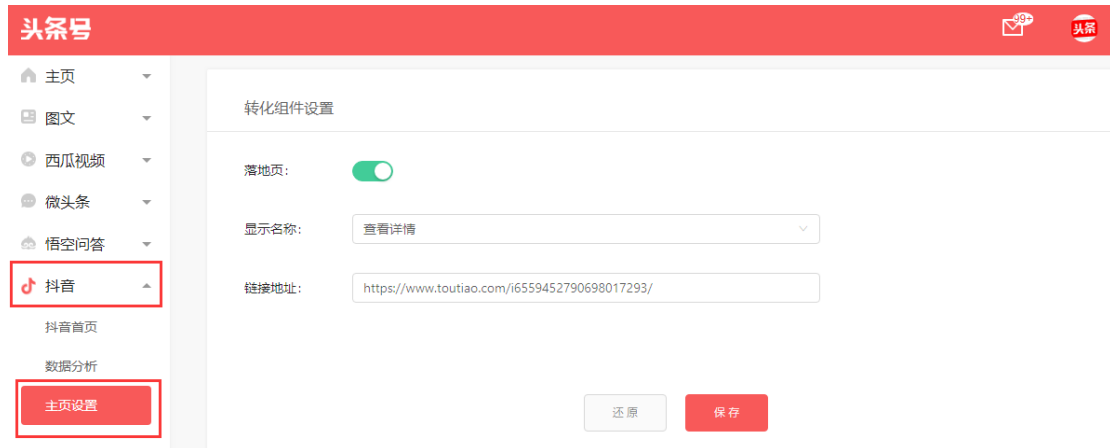 头条号
99+
头条
主页
图文
西瓜视频
微头条
悟空问答
抖音
抖音首页
数据分析
主页设置
转化组件设置
落地页：
显示名称： 查看详情
链接地址： https://www.toutiao.com/i6559452790698017293/
还原 保存